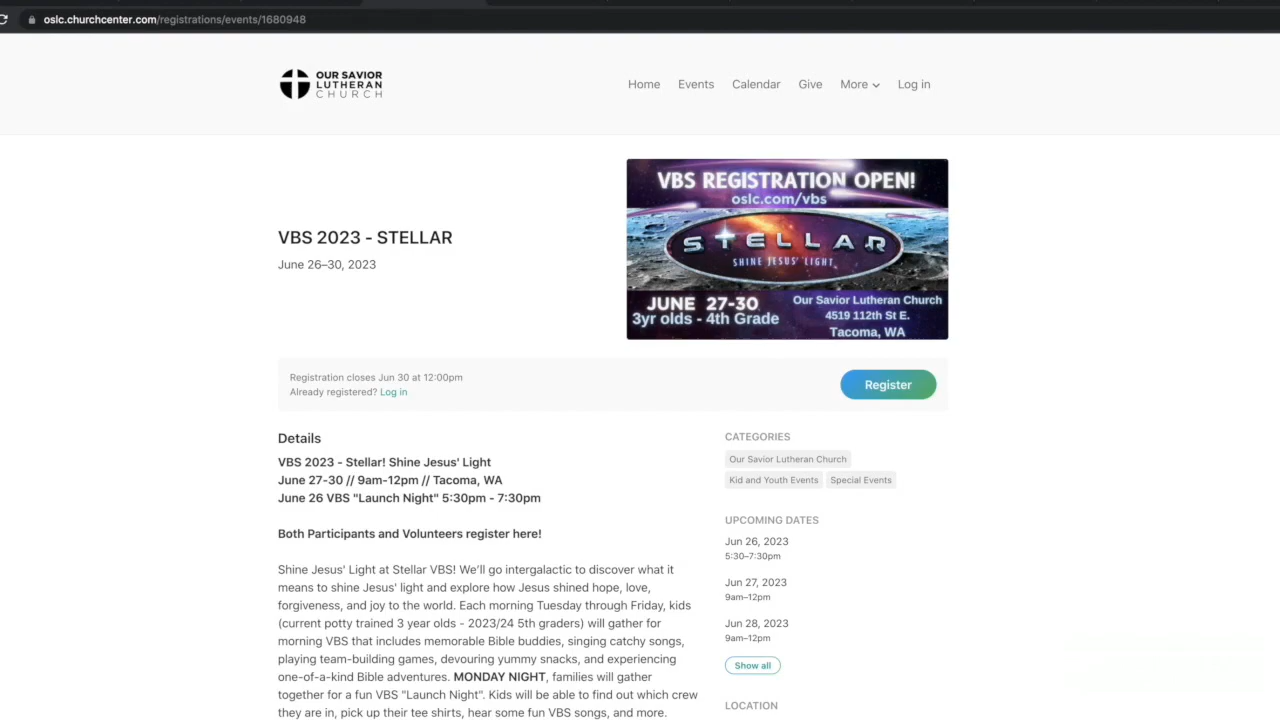 oslc.churchcenter.com/registrations/events/1680948
OUR SAVIOR
LUTHERAN
CHURCH
Home Events Calendar Give More Log in
VBS REGISTRATION OPEN!
oslc.com/vbs
STELLAR
SHINE JESUS' LIGHT
JUNE 27-30
3yr olds - 4th Grade
Our Savior Lutheran Church
4519 112th St E.
Tacoma, WA
VBS 2023 - STELLAR
June 26–30, 2023
Registration closes Jun 30 at 12:00pm
Already registered? Log in
Register
Details
VBS 2023 - Stellar! Shine Jesus' Light
June 27-30 // 9am-12pm // Tacoma, WA
June 26 VBS "Launch Night" 5:30pm - 7:30pm
Both Participants and Volunteers register here!
Shine Jesus' Light at Stellar VBS! We'll go intergalactic to discover what it
means to shine Jesus' light and explore how Jesus shined hope, love,
forgiveness, and joy to the world. Each morning Tuesday through Friday, kids
(current potty trained 3 year olds - 2023/24 5th graders) will gather for
morning VBS that includes memorable Bible buddies, singing catchy songs,
playing team-building games, devouring yummy snacks, and experiencing
one-of-a-kind Bible adventures. MONDAY NIGHT, families will gather
together for a fun VBS "Launch Night". Kids will be able to find out which crew
they are in, pick up their tee shirts, hear some fun VBS songs, and more.
CATEGORIES
Our Savior Lutheran Church
Kid and Youth Events Special Events
UPCOMING DATES
Jun 26, 2023
5:30–7:30pm
Jun 27, 2023
9am–12pm
Jun 28, 2023
9am–12pm
Show all
LOCATION